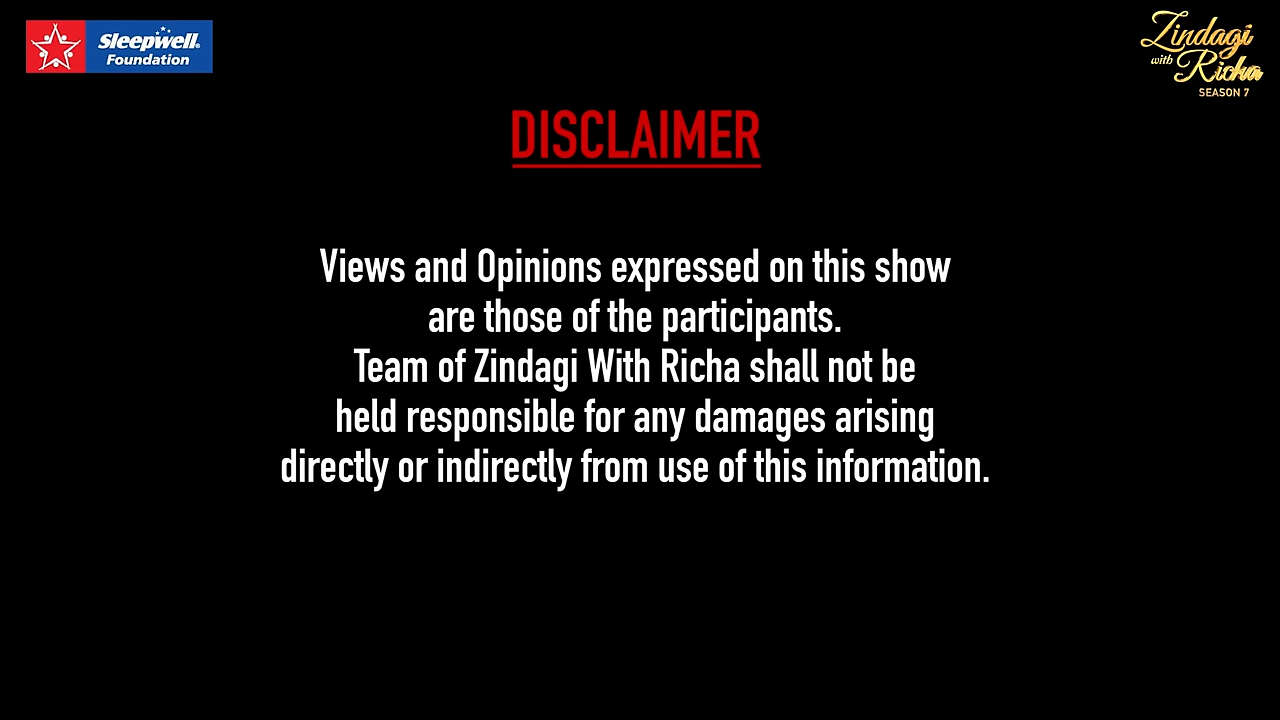 Sleepwell®
Foundation
Zindagi
with Richa
SEASON 7
DISCLAIMER
Views and Opinions expressed on this show
are those of the participants.
Team of Zindagi With Richa shall not be
held responsible for any damages arising
directly or indirectly from use of this information.